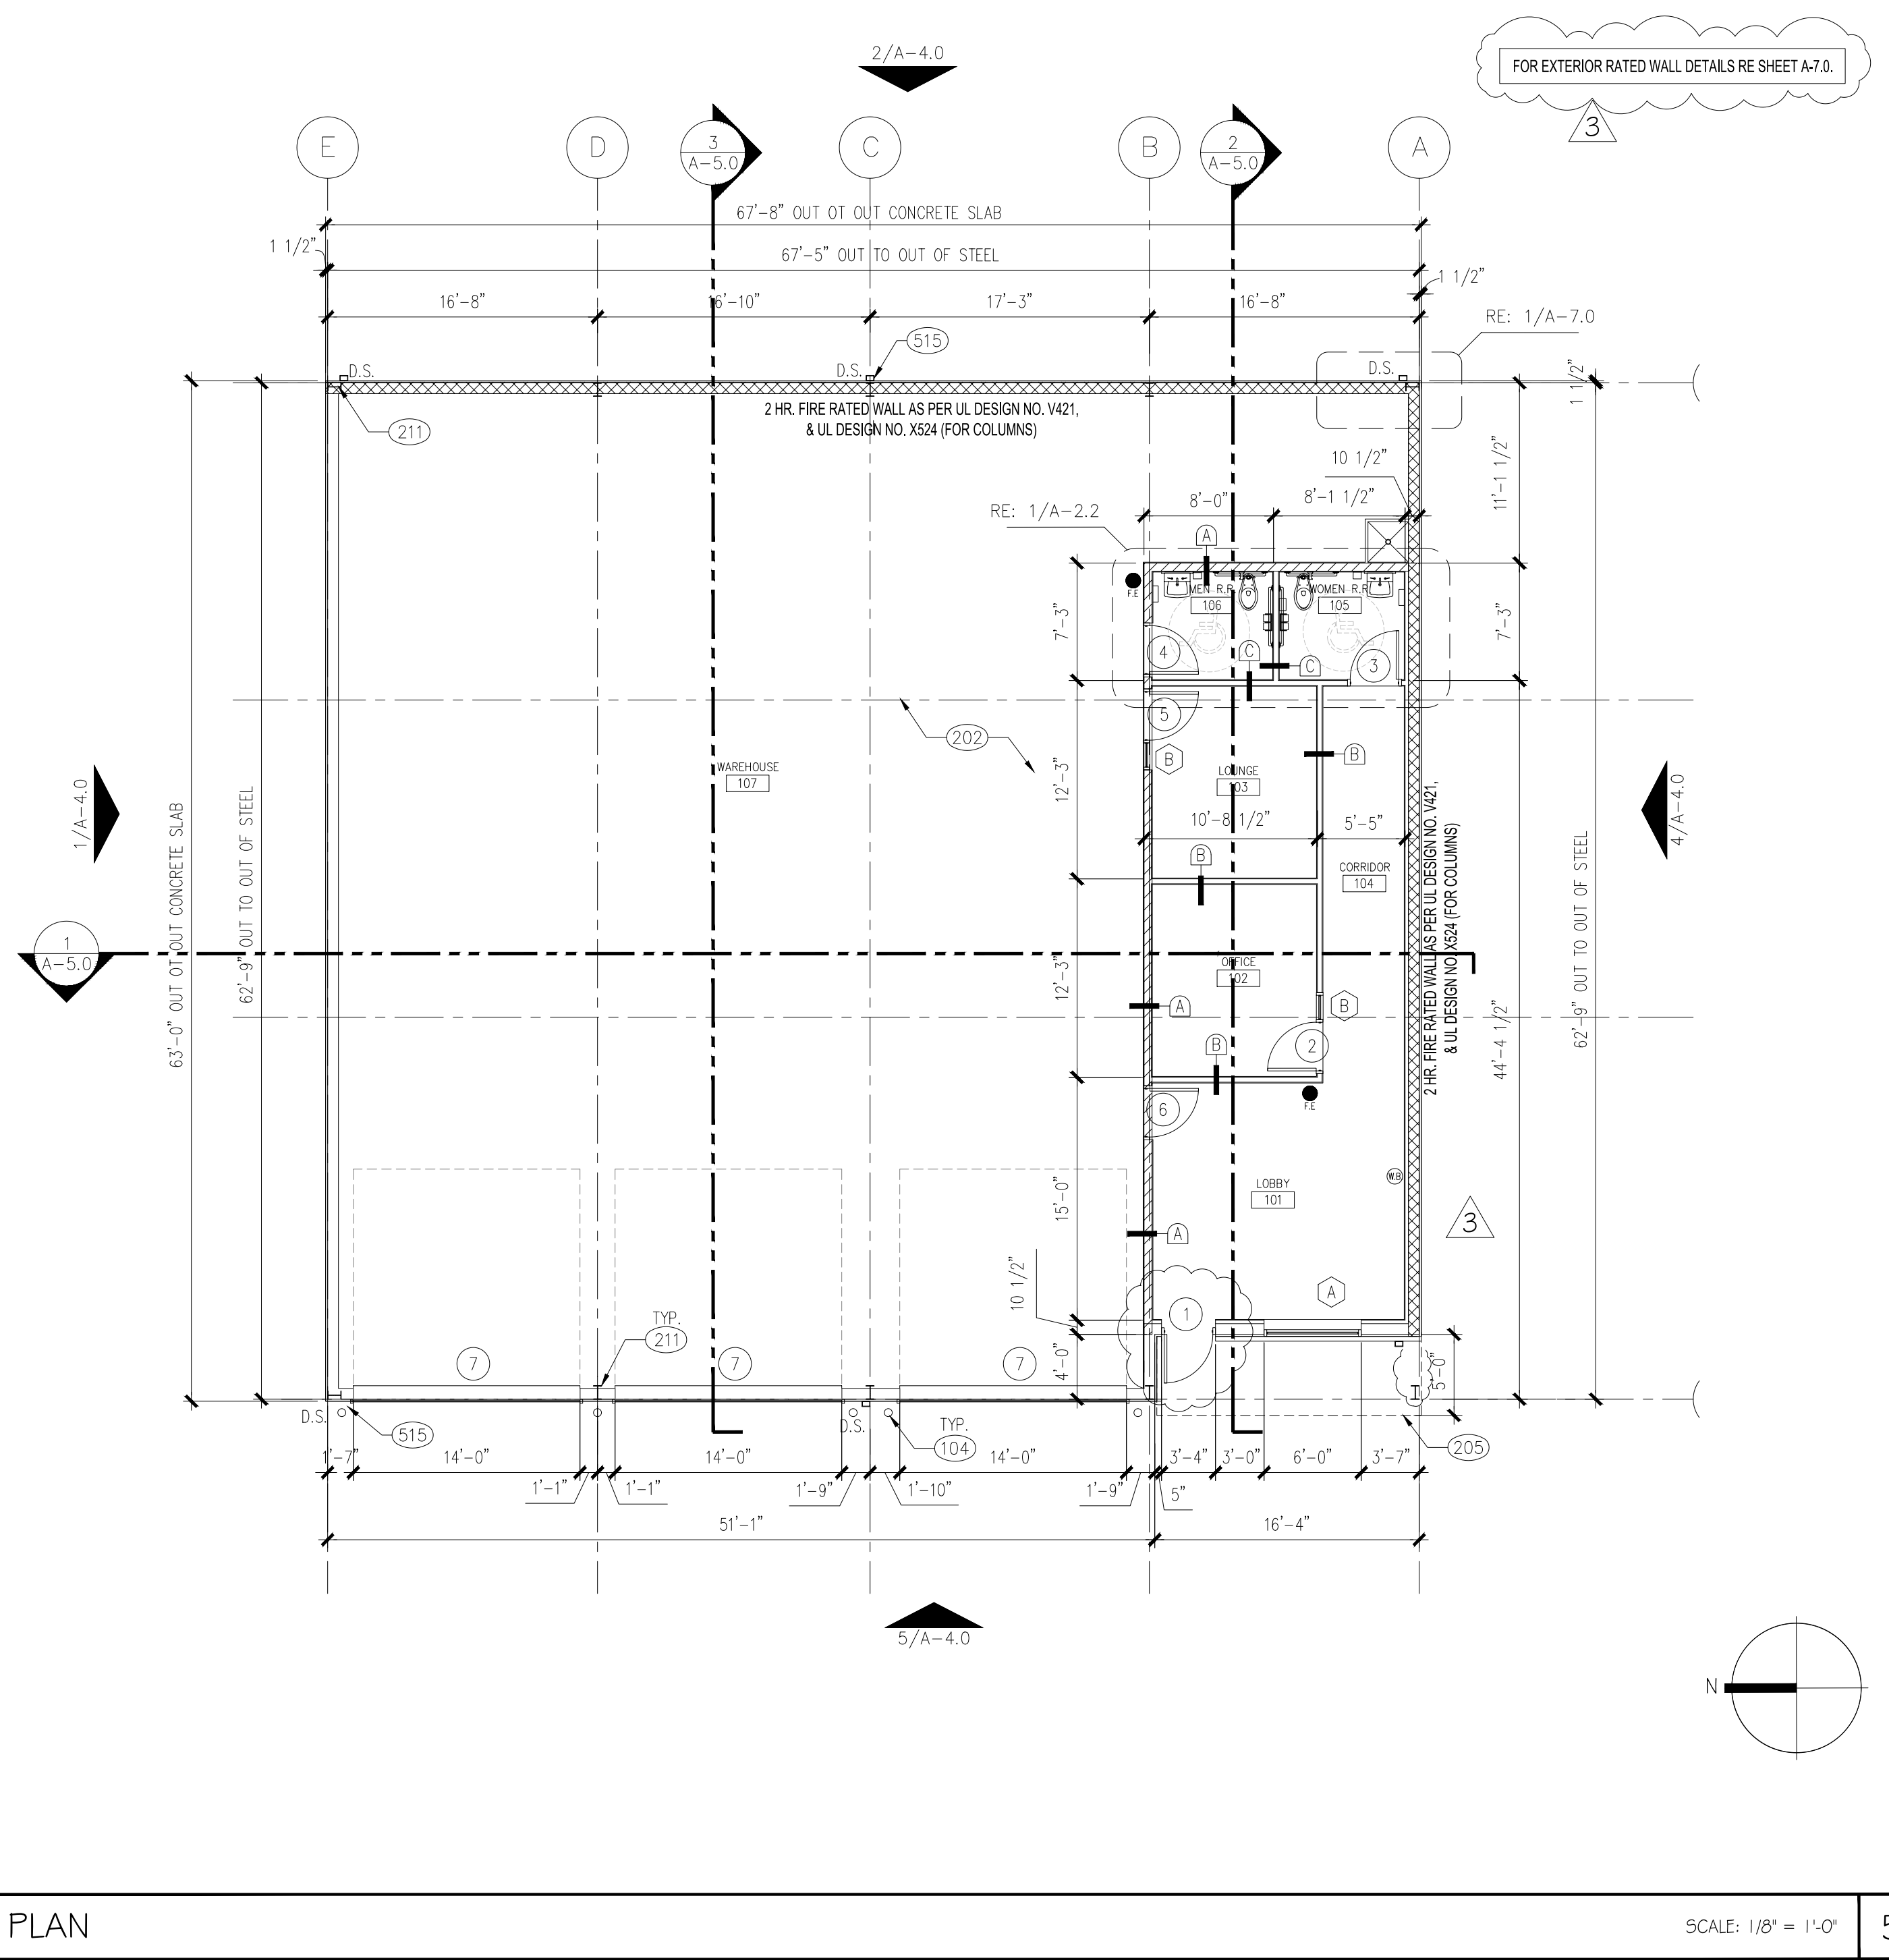 2/A-4.0
FOR EXTERIOR RATED WALL DETAILS RE SHEET A-7.0.
3
E
D
3
A-5.0
C
B
2
A-5.0
A
67'-8" OUT OT OUT CONCRETE SLAB
1 1/2"
67'-5" OUT TO OUT OF STEEL
1 1/2"
16'-8"
16'-10"
17'-3"
16'-8"
RE: 1/A-7.0
515
D.S.
D.S.
D.S.
1 1/2"
2 HR. FIRE RATED WALL AS PER UL DESIGN NO. V421,
& UL DESIGN NO. X524 (FOR COLUMNS)
211
10 1/2"
11'-1 1/2"
8'-0"
8'-1 1/2"
RE: 1/A-2.2
A
F.E
MEN R.R.
106
WOMEN R.R.
105
7'-3"
7'-3"
4
C
C
3
5
202
B
B
LOUNGE
103
WAREHOUSE
107
12'-3"
10'-8 1/2"
5'-5"
1/A-4.0
4/A-4.0
63'-0" OUT OT OUT CONCRETE SLAB
62'-9" OUT TO OUT OF STEEL
B
CORRIDOR
104
2 HR. FIRE RATED WALL AS PER UL DESIGN NO. V421,
& UL DESIGN NO. X524 (FOR COLUMNS)
62'-9" OUT TO OUT OF STEEL
1
A-5.0
OFFICE
102
12'-3"
A
B
44'-4 1/2"
B
2
F.E
6
W.B
LOBBY
101
15'-0"
3
A
10 1/2"
A
1
TYP.
211
7
7
7
4'-0"
5'-0"
D.S.
515
D.S.
TYP.
104
205
1'-7"
14'-0"
14'-0"
14'-0"
3'-4"
3'-0"
6'-0"
3'-7"
1'-1"
1'-1"
1'-9"
1'-10"
1'-9"
5"
51'-1"
16'-4"
5/A-4.0
N
PLAN
SCALE: 1/8" = 1'-0"